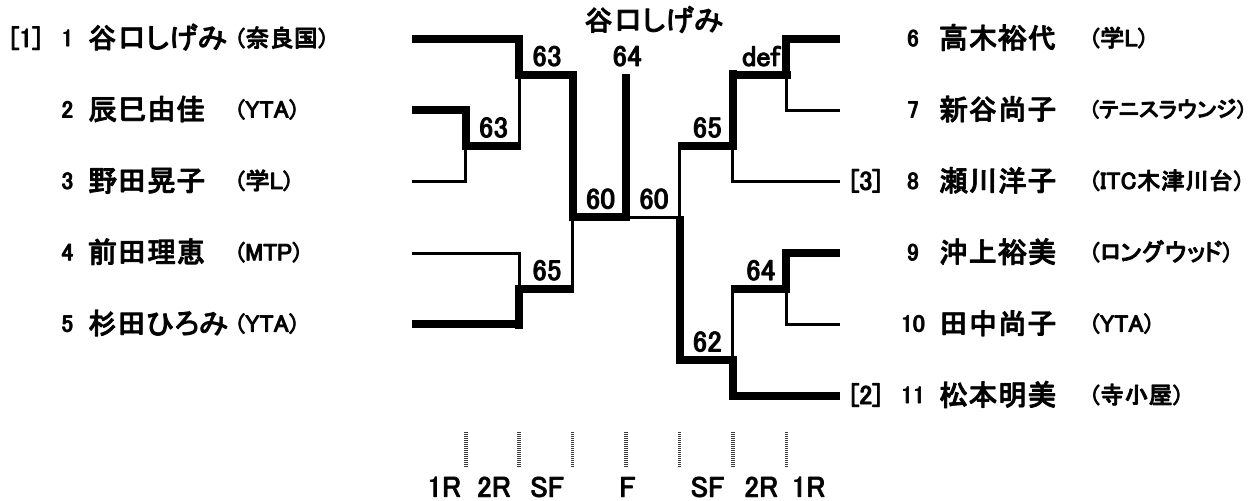 谷口しげみ
[1] 1 谷口しげみ (奈良国) 63 64 def 6 高木裕代 (学L)
2 辰巳由佳 (YTA) 63 65 7 新谷尚子 (テニスラウンジ)
3 野田晃子 (学L) [3] 8 瀬川洋子 (ITC木津川台)
60 60
4 前田理恵 (MTP) 65 64 9 沖上裕美 (ロングウッド)
5 杉田ひろみ (YTA) 62 10 田中尚子 (YTA)
[2] 11 松本明美 (寺小屋)
1R 2R SF F SF 2R 1R